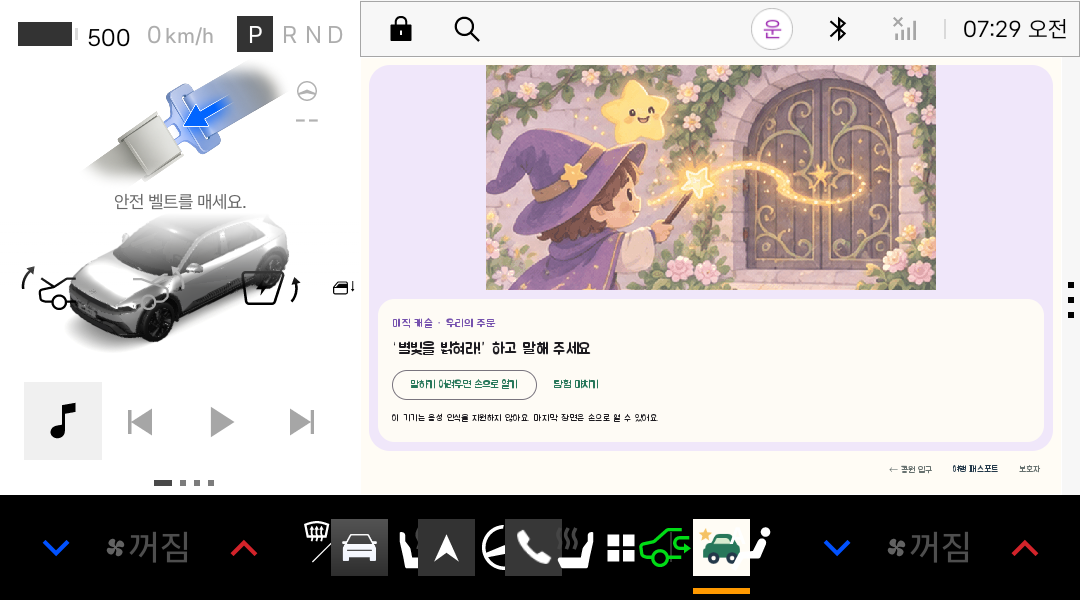 500 0 km/h P R N D
운 07:29 오전
안전 벨트를 매세요.
매직 캐슬 · 우리의 주문
'별빛을 밝혀라!' 하고 말해 주세요
말하기 어려우면 손으로 열기 탐험 마치기
이 기기는 음성 인식을 지원하지 않아요. 마지막 장면은 손으로 열 수 있어요.
← 공원 입구 여행 패스포트 보호자
꺼짐 꺼짐